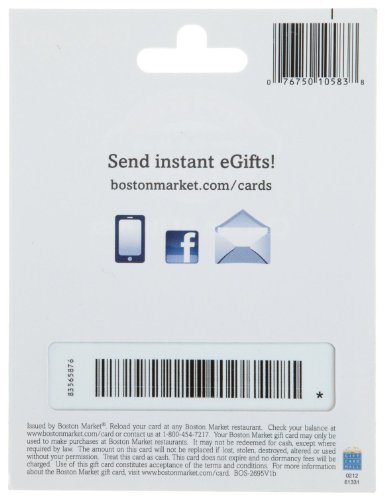 0 76750 10583 8
Send instant eGifts!
bostonmarket.com/cards
f
83565876
*
Issued by Boston Market®. Reload your card at any Boston Market restaurant. Check your balance at
www.bostonmarket.com/card or contact us at 1-800-454-7217. Your Boston Market gift card may only be
used to make purchases at Boston Market. It may not be redeemed for cash, except where required
by law. The amount on this card will not be replaced if lost, stolen, destroyed, altered or used
without your permission. Treat this card as cash. This card does not expire and no dormancy fees will be
charged. Use of this gift card constitutes acceptance of the terms and conditions. For more information
about the Boston Market Gift Card, visit www.bostonmarket.com/card. BOS-2695V1b
GIFT
CARD
MALL
0212
61331